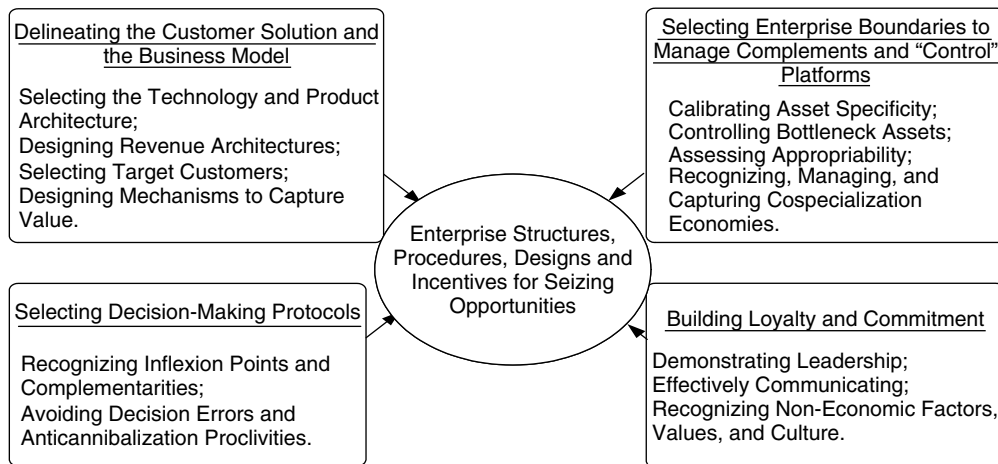 Delineating the Customer Solution and
the Business Model
Selecting the Technology and Product
Architecture;
Designing Revenue Architectures;
Selecting Target Customers;
Designing Mechanisms to Capture
Value.
Selecting Enterprise Boundaries to
Manage Complements and “Control”
Platforms
Calibrating Asset Specificity;
Controlling Bottleneck Assets;
Assessing Appropriability;
Recognizing, Managing, and
Capturing Cospecialization
Economies.
Enterprise Structures,
Procedures, Designs and
Incentives for Seizing
Opportunities
Selecting Decision-Making Protocols
Recognizing Inflexion Points and
Complementarities;
Avoiding Decision Errors and
Anticannibalization Proclivities.
Building Loyalty and Commitment
Demonstrating Leadership;
Effectively Communicating;
Recognizing Non-Economic Factors,
Values, and Culture.